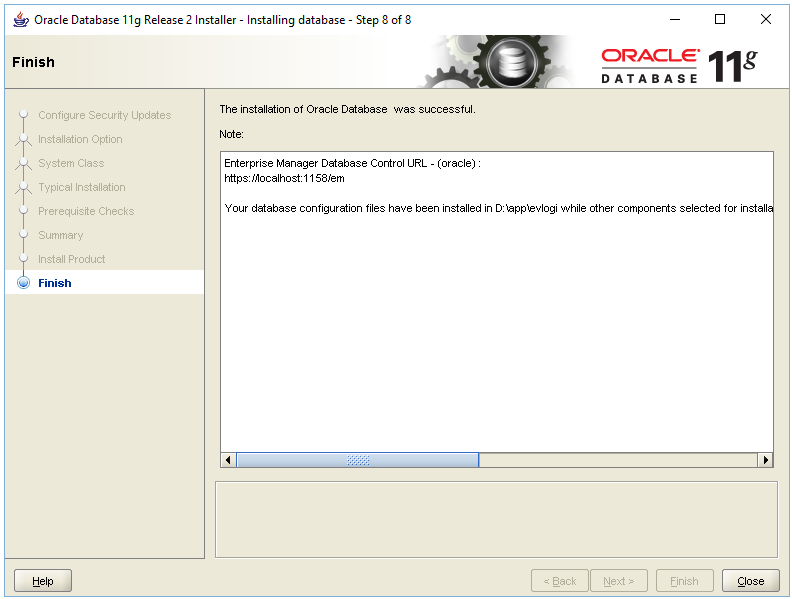 Oracle Database 11g Release 2 Installer - Installing database - Step 8 of 8
Finish
ORACLE®
DATABASE 11g
Configure Security Updates
Installation Option
System Class
Typical Installation
Prerequisite Checks
Summary
Install Product
Finish
The installation of Oracle Database was successful.
Note:
Enterprise Manager Database Control URL - (oracle) :
https://localhost:1158/em
Your database configuration files have been installed in D:\app\evlogi while other components selected for installa
Help
< Back
Next >
Finish
Close